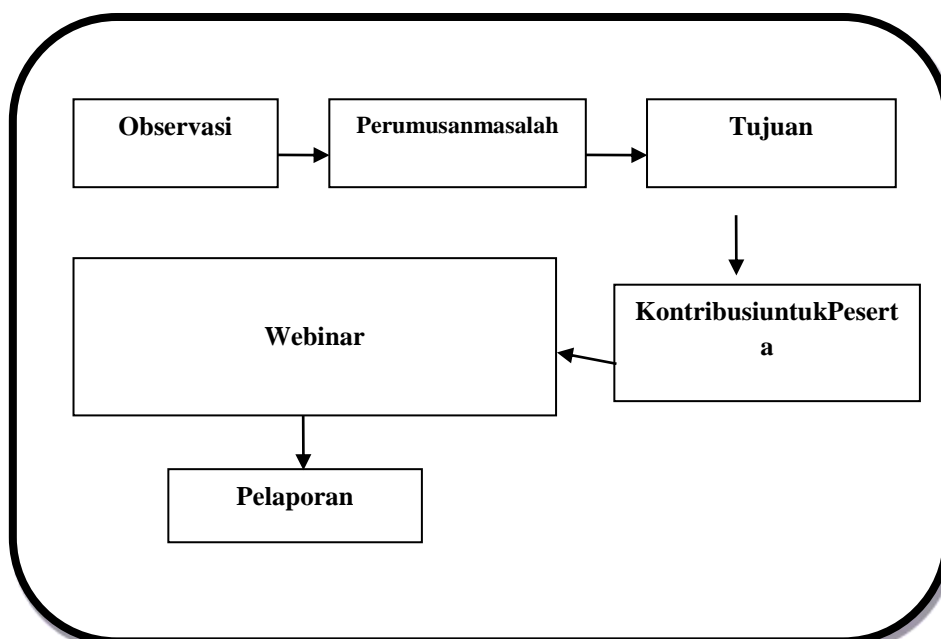 Observasi
Perumusanmasalah
Tujuan
KontribusiuntukPesert
a
Webinar
Pelaporan